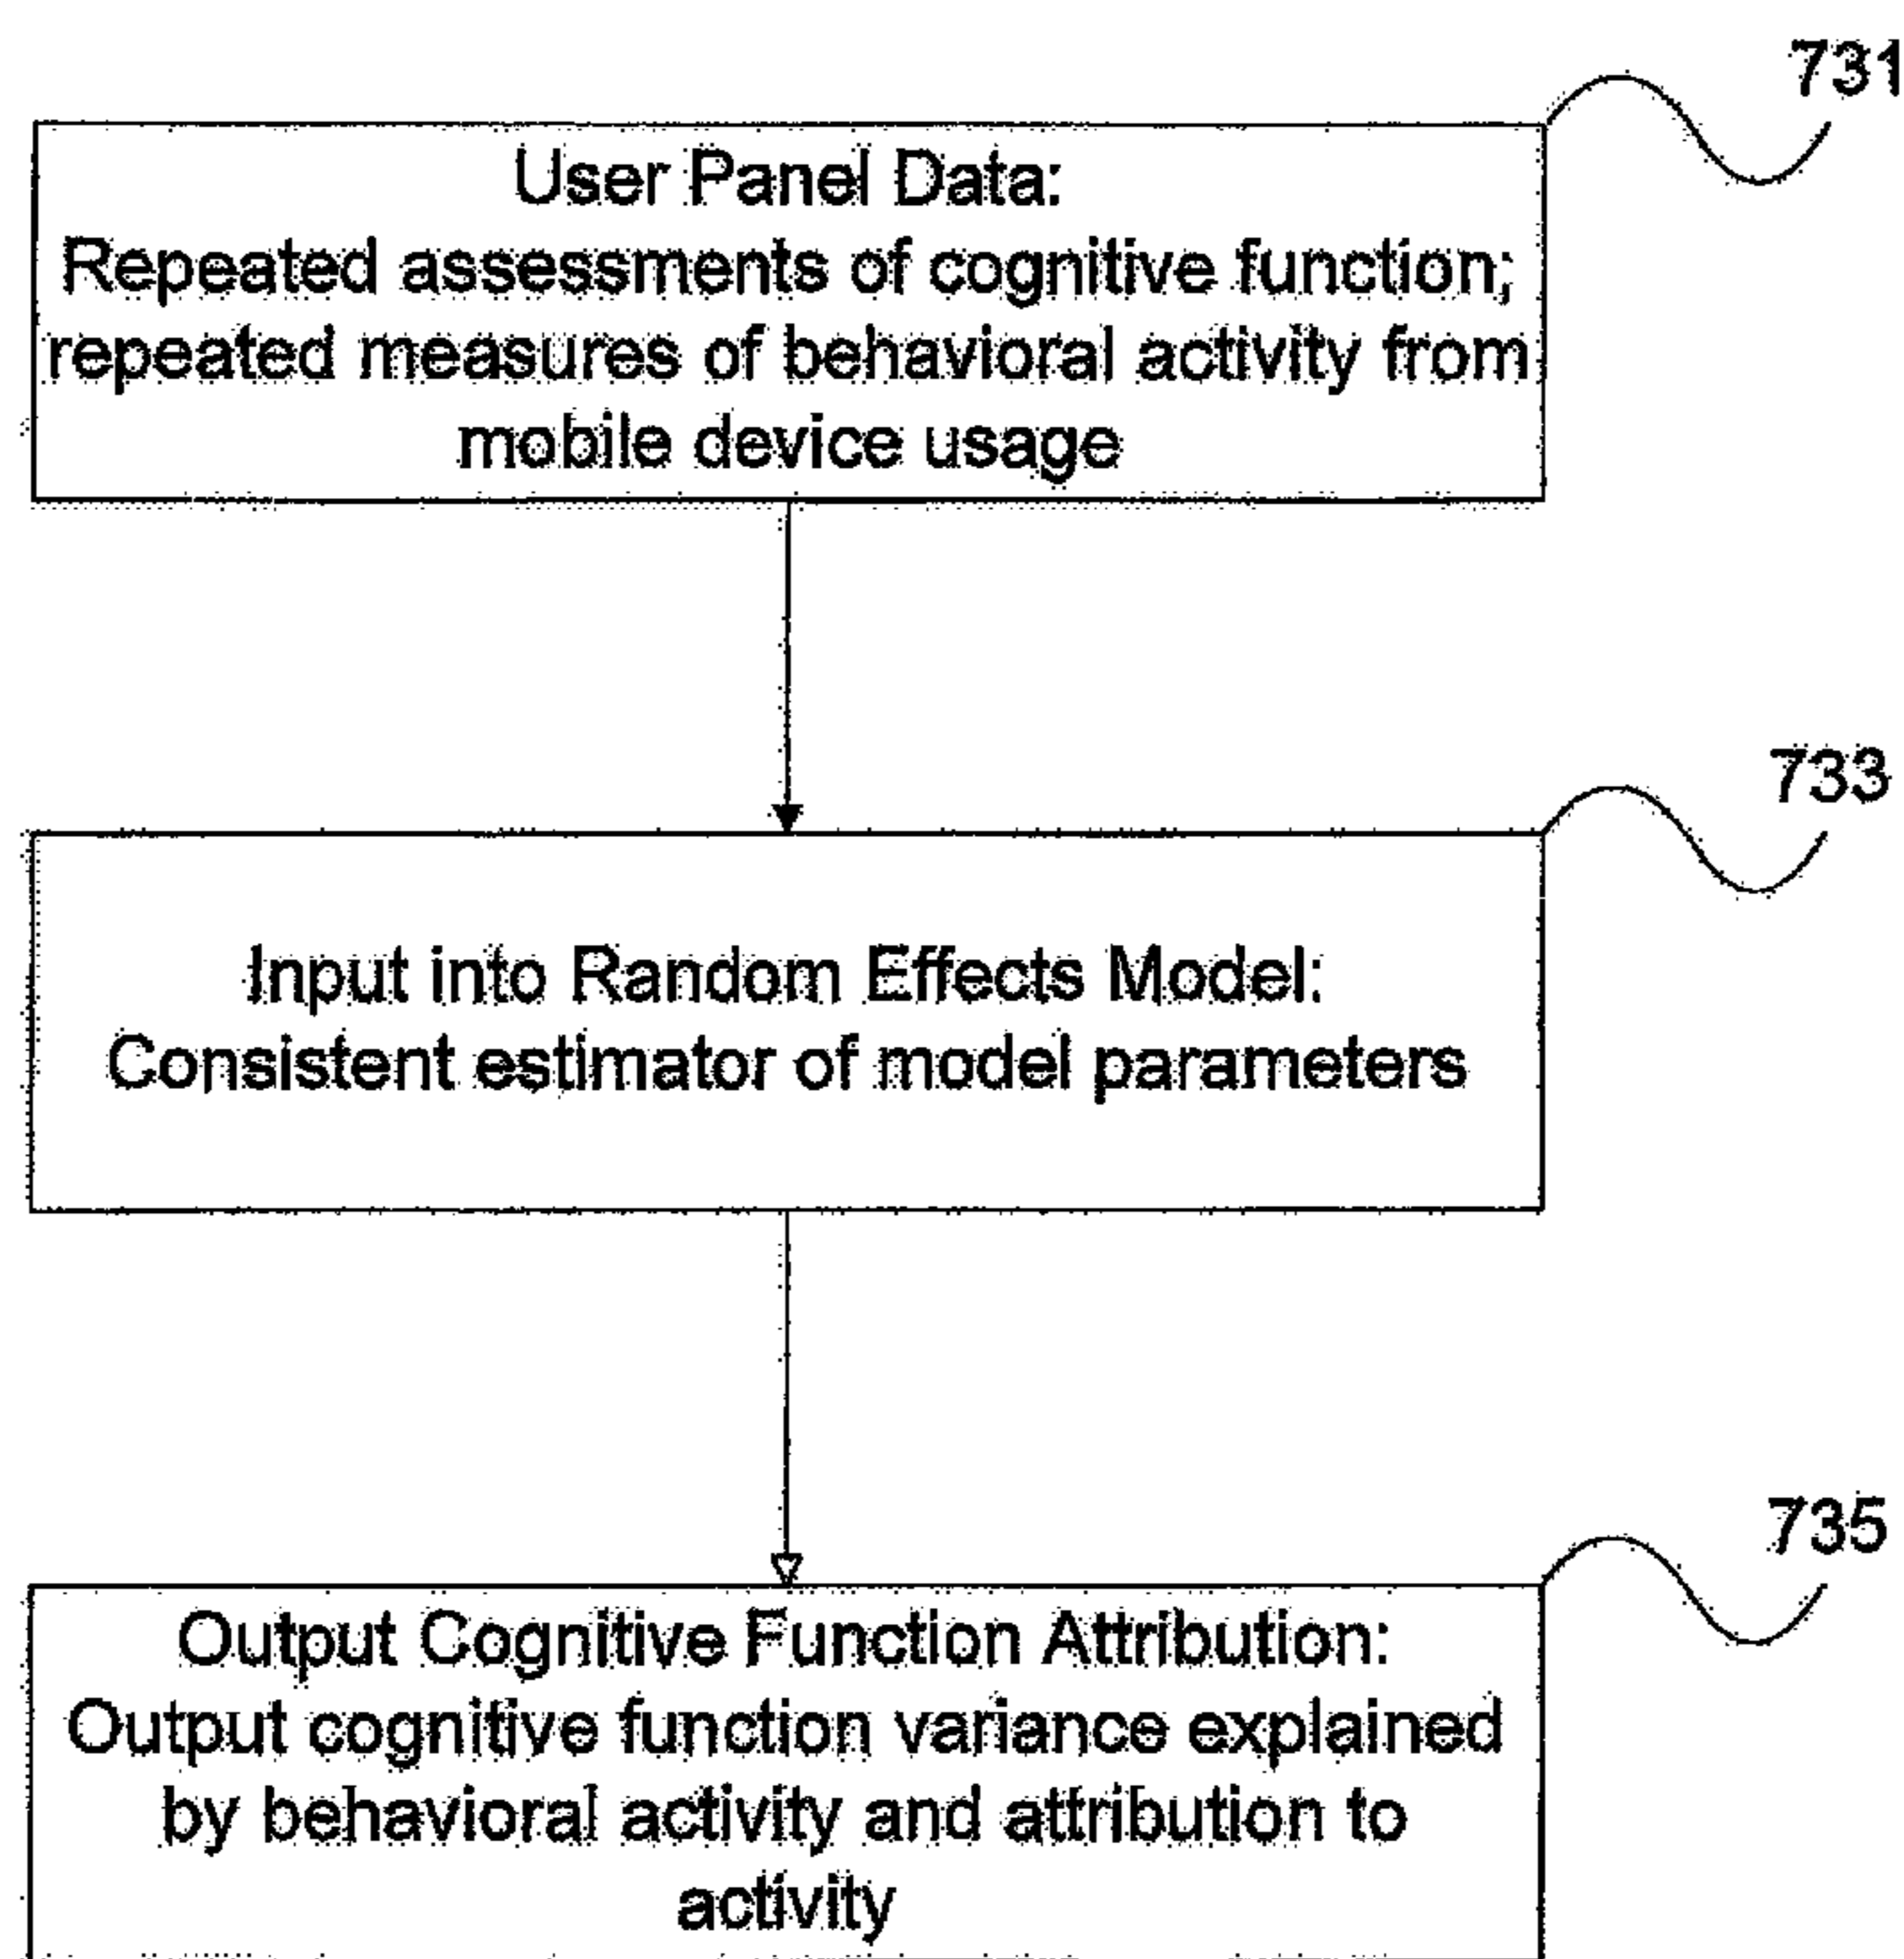 731
User Panel Data:
Repeated assessments of cognitive function;
repeated measures of behavioral activity from
mobile device usage
733
Input into Random Effects Model:
Consistent estimator of model parameters
735
Output Cognitive Function Attribution:
Output cognitive function variance explained
by behavioral activity and attribution to
activity